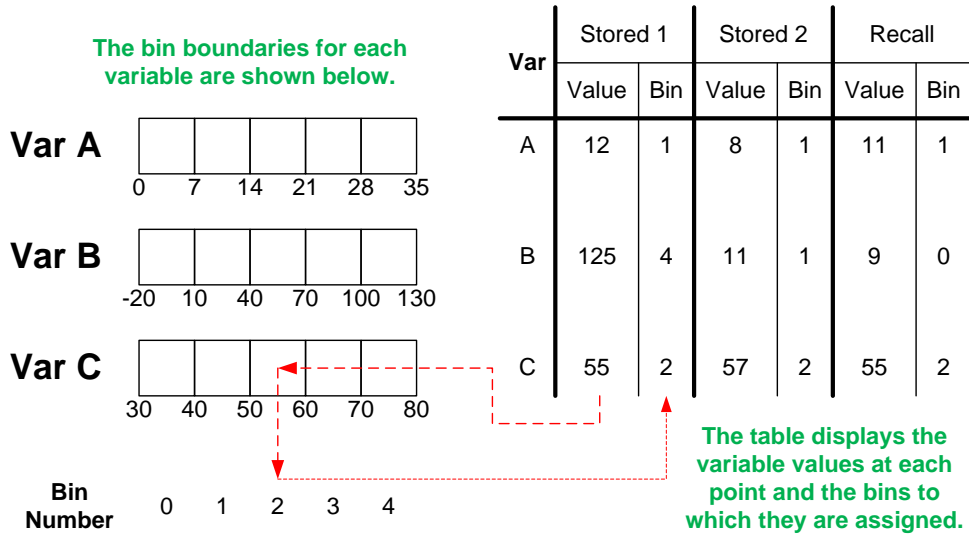 The bin boundaries for each
variable are shown below.
Var A
0 7 14 21 28 35
Var B
-20 10 40 70 100 130
Var C
30 40 50 60 70 80
Bin
Number
0 1 2 3 4
Var Stored 1 Stored 2 Recall
Value Bin Value Bin Value Bin
A 12 1 8 1 11 1
B 125 4 11 1 9 0
C 55 2 57 2 55 2
The table displays the
variable values at each
point and the bins to
which they are assigned.